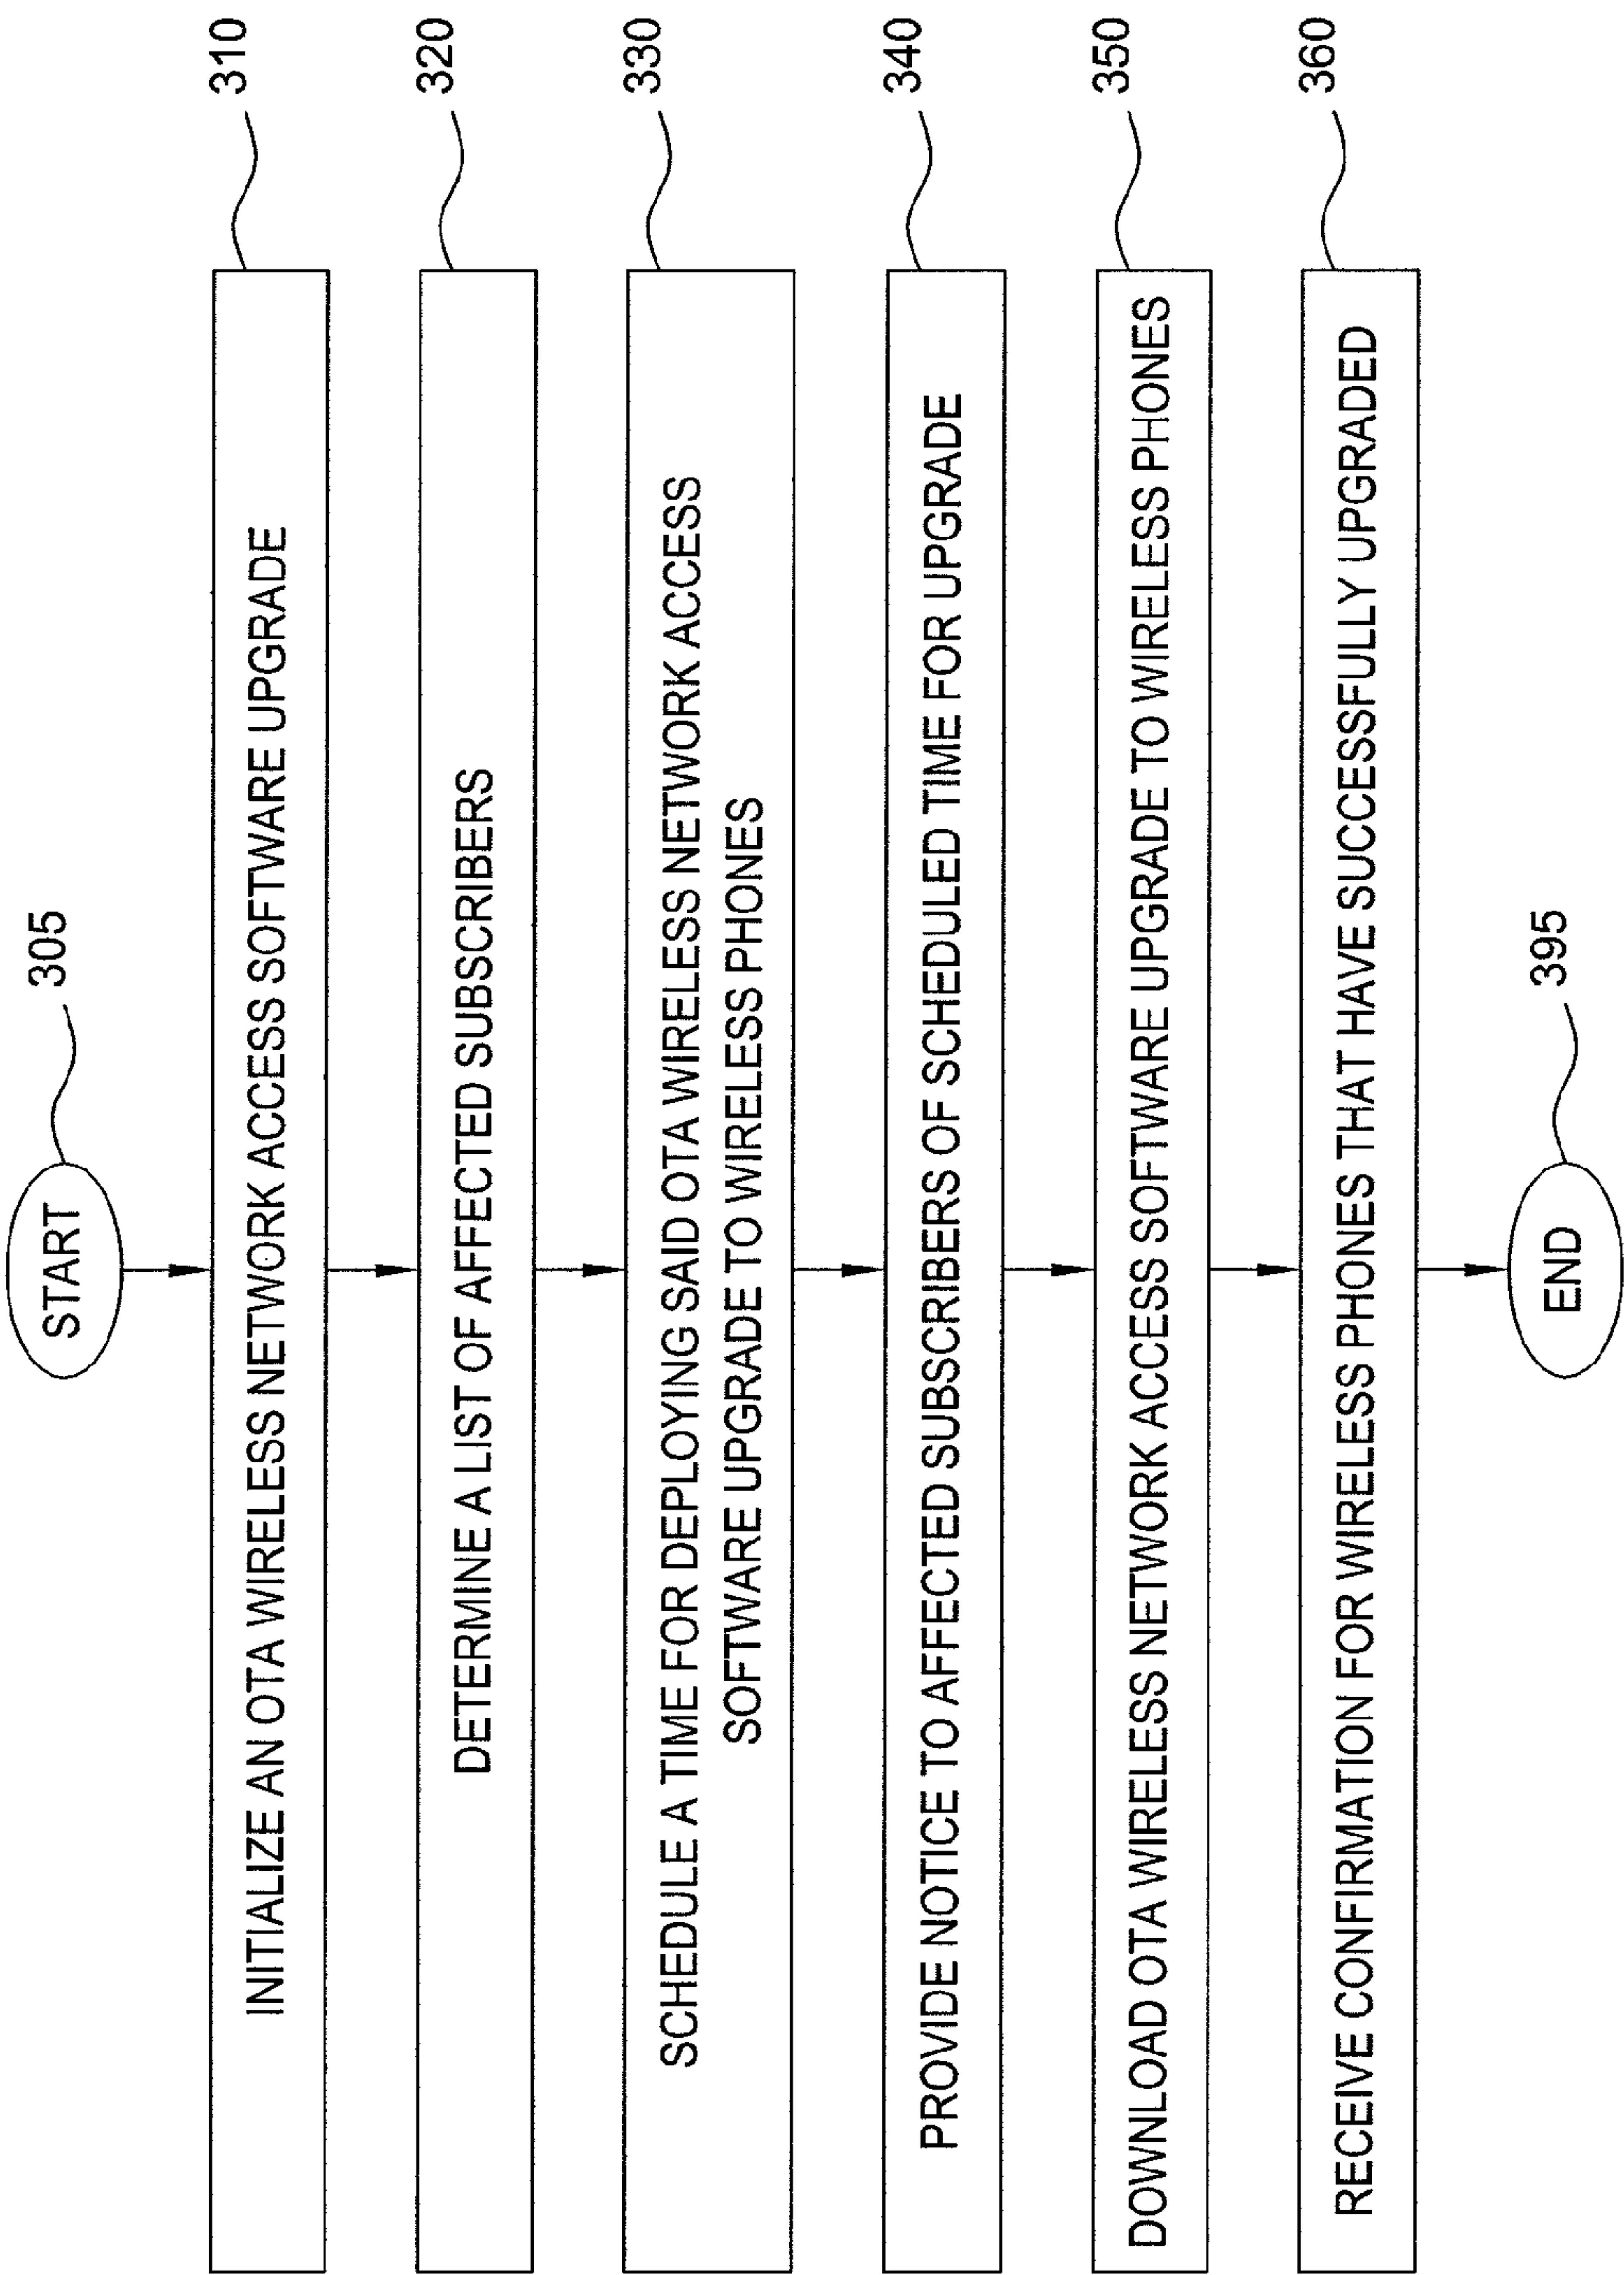 START
305
INITIALIZE AN OTA WIRELESS NETWORK ACCESS SOFTWARE UPGRADE
310
DETERMINE A LIST OF AFFECTED SUBSCRIBERS
320
SCHEDULE A TIME FOR DEPLOYING SAID OTA WIRELESS NETWORK ACCESS
SOFTWARE UPGRADE TO WIRELESS PHONES
330
PROVIDE NOTICE TO AFFECTED SUBSCRIBERS OF SCHEDULED TIME FOR UPGRADE
340
DOWNLOAD OTA WIRELESS NETWORK ACCESS SOFTWARE UPGRADE TO WIRELESS PHONES
350
RECEIVE CONFIRMATION FOR WIRELESS PHONES THAT HAVE SUCCESSFULLY UPGRADED
360
END
395